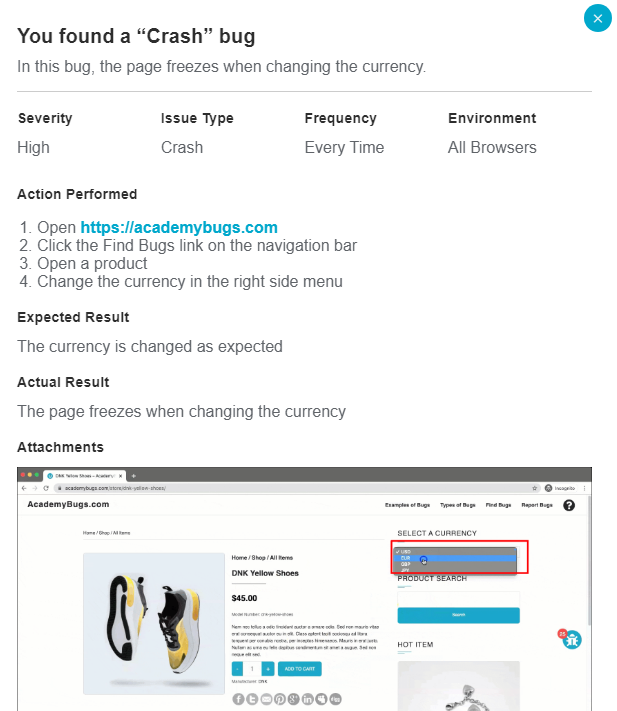 You found a “Crash” bug
In this bug, the page freezes when changing the currency.
Severity Issue Type Frequency Environment
High Crash Every Time All Browsers
Action Performed
1. Open https://academybugs.com
2. Click the Find Bugs link on the navigation bar
3. Open a product
4. Change the currency in the right side menu
Expected Result
The currency is changed as expected
Actual Result
The page freezes when changing the currency
Attachments
DNK Yellow Shoes – Academy
academybugs.com/store/dnk-yellow-shoes/ Incognito
AcademyBugs.com Examples of Bugs Types of Bugs Find Bugs Report Bugs ?
Home / Shop / All Items SELECT A CURRENCY
✓ USD
EUR
GBP
JPY
Home / Shop / All Items
DNK Yellow Shoes
PRODUCT SEARCH
$45.00
Search
Model Number: dnk-yellow-shoes
25
HOT ITEM
- 1 + ADD TO CART
Manufacturer: DNK